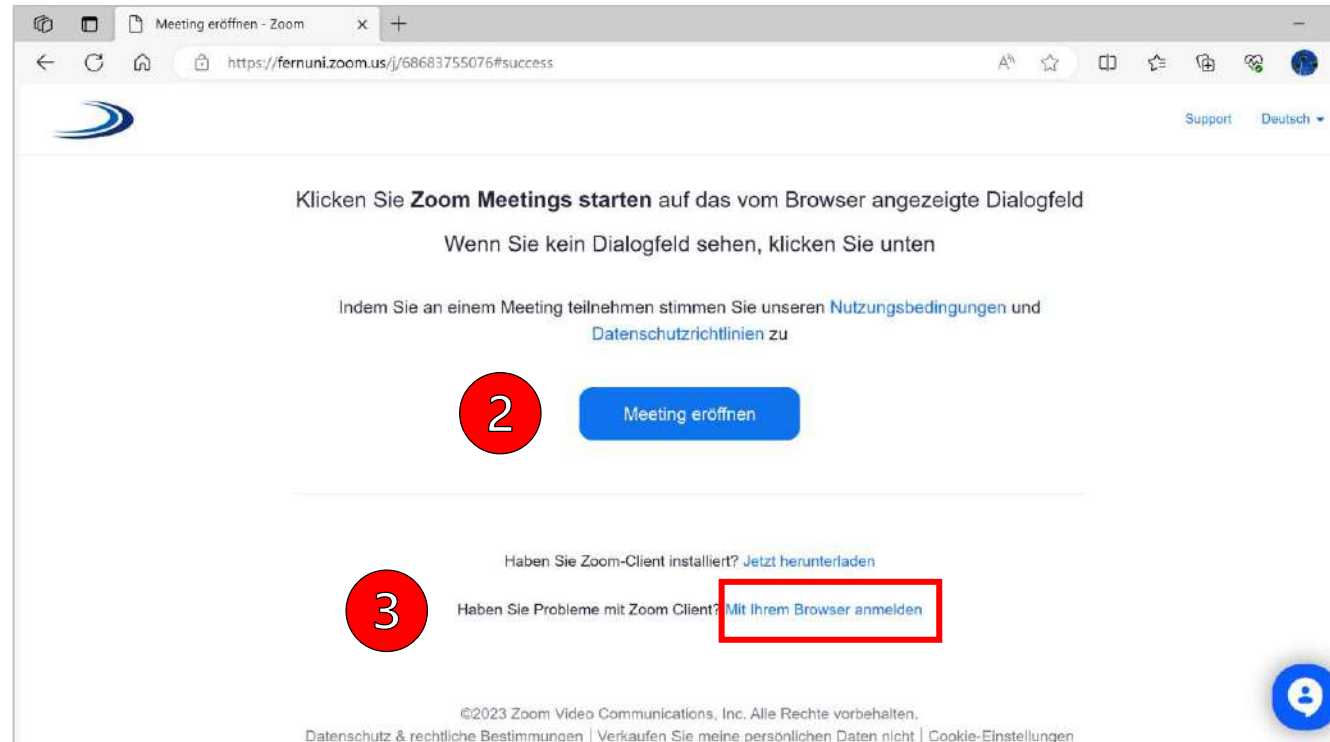 Meeting eröffnen - Zoom
https://fernuni.zoom.us/j/68683755076#success
Support Deutsch
Klicken Sie Zoom Meetings starten auf das vom Browser angezeigte Dialogfeld
Wenn Sie kein Dialogfeld sehen, klicken Sie unten
Indem Sie an einem Meeting teilnehmen stimmen Sie unseren Nutzungsbedingungen und
Datenschutzrichtlinien zu
2
Meeting eröffnen
Haben Sie Zoom-Client installiert? Jetzt herunterladen
3
Haben Sie Probleme mit Zoom Client? Mit Ihrem Browser anmelden
©2023 Zoom Video Communications, Inc. Alle Rechte vorbehalten.
Datenschutz & rechtliche Bestimmungen | Verkaufen Sie meine persönlichen Daten nicht | Cookie-Einstellungen